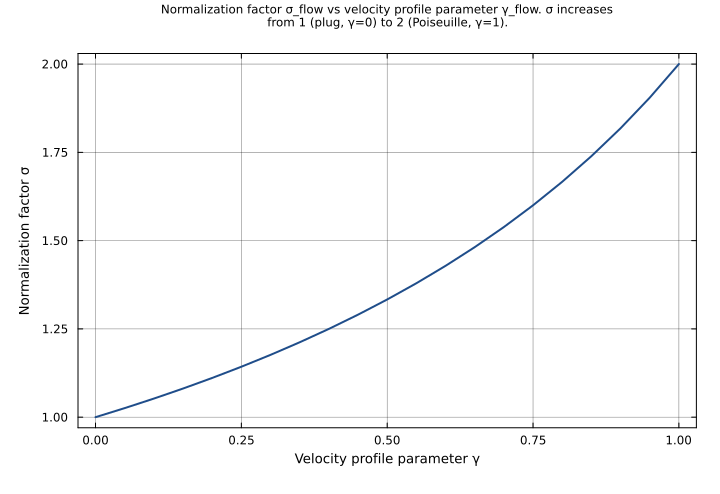 Normalization factor σ_flow vs velocity profile parameter γ_flow. σ increases
from 1 (plug, γ=0) to 2 (Poiseuille, γ=1).
2.00
1.75
1.50
1.25
1.00
Normalization factor σ
0.00 0.25 0.50 0.75 1.00
Velocity profile parameter γ